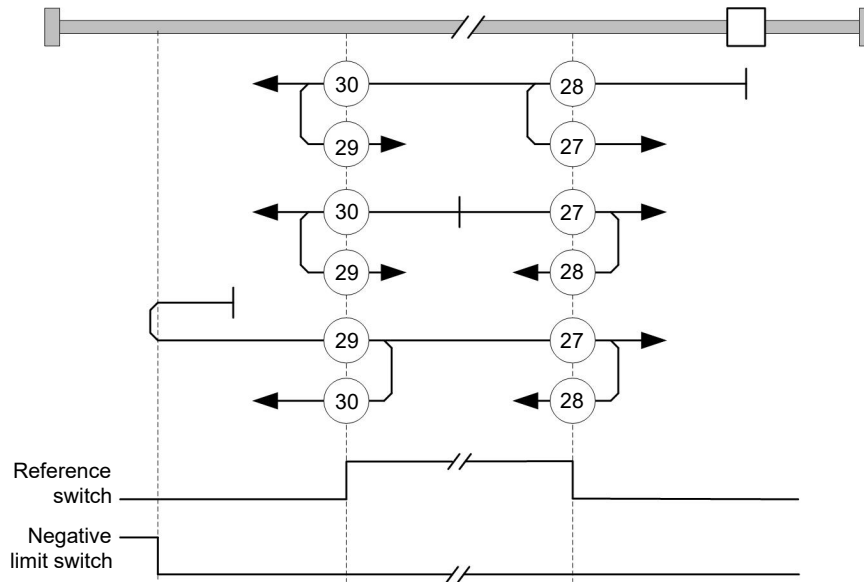 30 28
29 27
30 27
29 28
29 27
30 28
Reference
switch
Negative
limit switch